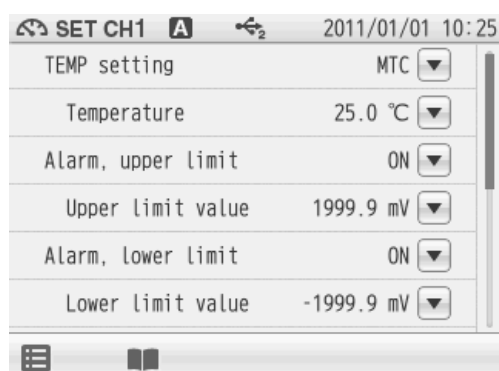 SET CH1 A 2 2011/01/01 10:25
TEMP setting MTC
Temperature 25.0 ℃
Alarm, upper limit ON
Upper limit value 1999.9 mV
Alarm, lower limit ON
Lower limit value -1999.9 mV